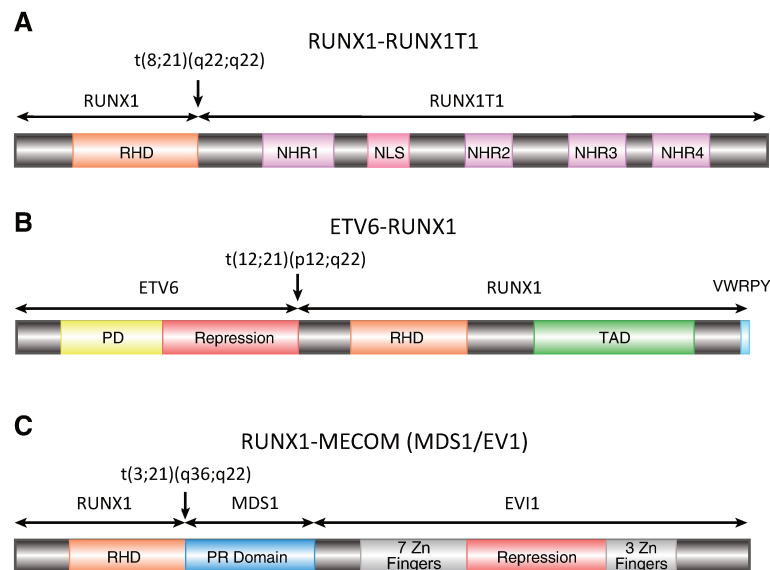 A
RUNX1-RUNX1T1
t(8;21)(q22;q22)
RUNX1
RUNX1T1
RHD
NHR1
NLS
NHR2
NHR3
NHR4
B
ETV6-RUNX1
t(12;21)(p12;q22)
ETV6
RUNX1
VWRPY
PD
Repression
RHD
TAD
C
RUNX1-MECOM (MDS1/EV1)
t(3;21)(q36;q22)
RUNX1
MDS1
EVI1
RHD
PR Domain
7 Zn
Fingers
Repression
3 Zn
Fingers